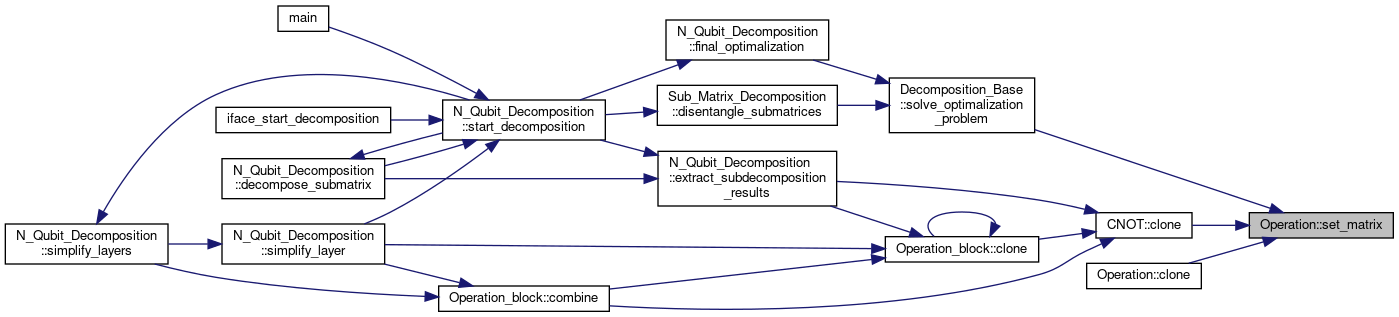 main
N_Qubit_Decomposition
::final_optimalization
Decomposition_Base
::solve_optimalization
_problem
Sub_Matrix_Decomposition
::disentangle_submatrices
N_Qubit_Decomposition
::start_decomposition
iface_start_decomposition
N_Qubit_Decomposition
::decompose_submatrix
N_Qubit_Decomposition
::extract_subdecomposition
_results
N_Qubit_Decomposition
::simplify_layers
N_Qubit_Decomposition
::simplify_layer
Operation_block::clone
CNOT::clone
Operation::set_matrix
Operation::clone
Operation_block::combine